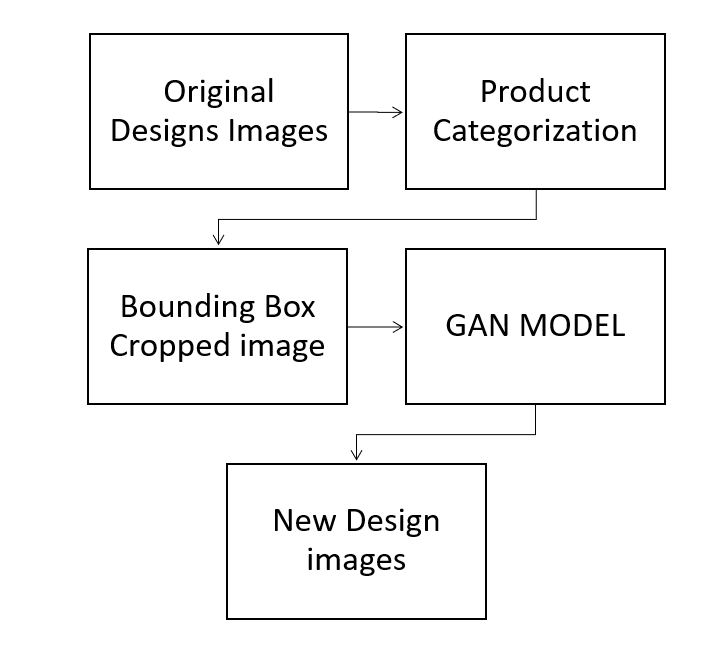 Original
Designs Images
Product
Categorization
Bounding Box
Cropped image
GAN MODEL
New Design
images